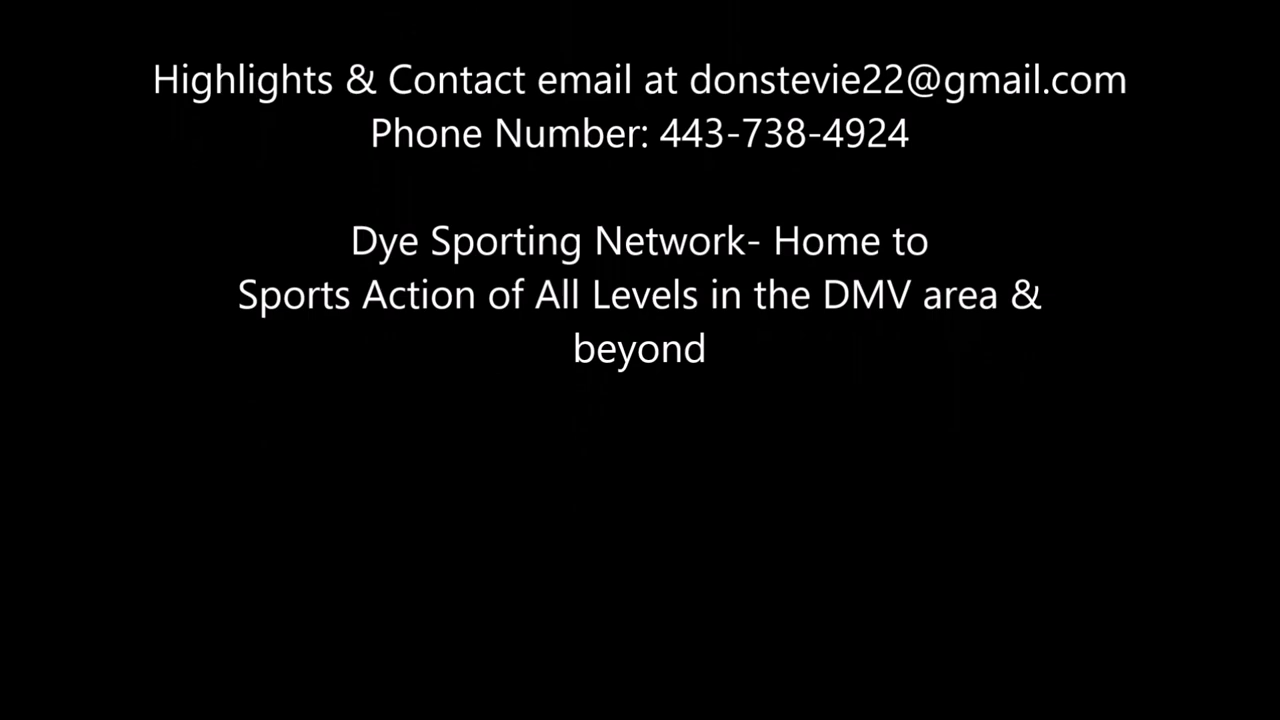 Highlights & Contact email at donstevie22@gmail.com
Phone Number: 443-738-4924
Dye Sporting Network- Home to
Sports Action of All Levels in the DMV area &
beyond